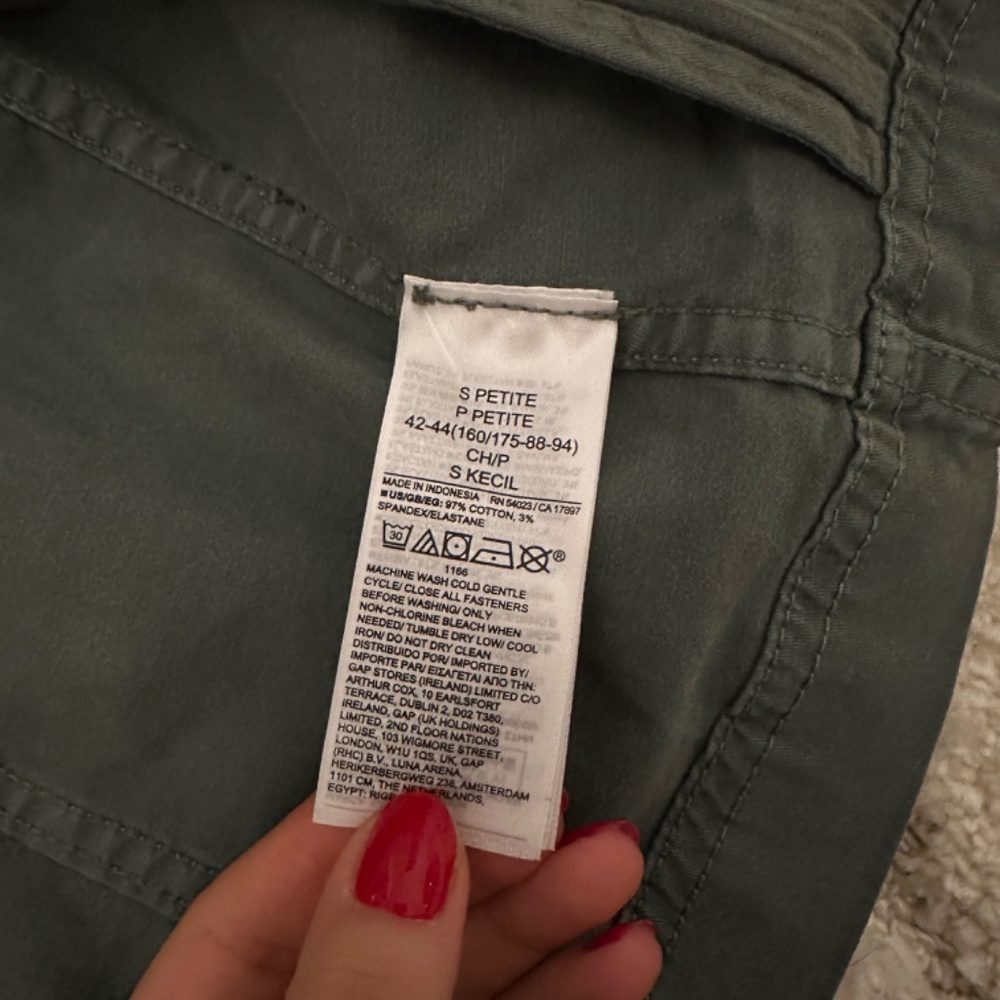 S PETITE
P PETITE
42-44(160/175-88-94)
CH/P
S KECIL
MADE IN INDONESIA RN 54023 / CA 17897
■ US/GB/EG: 97% COTTON, 3%
SPANDEX/ELASTANE
30 ®
1166
MACHINE WASH COLD GENTLE
CYCLE/ CLOSE ALL FASTENERS
BEFORE WASHING/ ONLY
NON-CHLORINE BLEACH WHEN
NEEDED/ TUMBLE DRY LOW/ COOL
IRON/ DO NOT DRY CLEAN
DISTRIBUIDO POR/ IMPORTED BY/
IMPORTE PAR/ ΕΙΣΑΓΕΤΑΙ ΑΠΟ ΤΗΝ:
GAP STORES (IRELAND) LIMITED C/O
ARTHUR COX, 10 EARLSFORT
TERRACE, DUBLIN 2, D02 T380,
IRELAND, GAP (UK HOLDINGS)
LIMITED, 2ND FLOOR NATIONS
HOUSE, 103 WIGMORE STREET,
LONDON, W1U 1QS, UK, GAP
(RHC) B.V., LUNA ARENA,
HERIKERBERGWEG 238, AMSTERDAM
1101 CM, THE NETHERLANDS,
EGYPT: